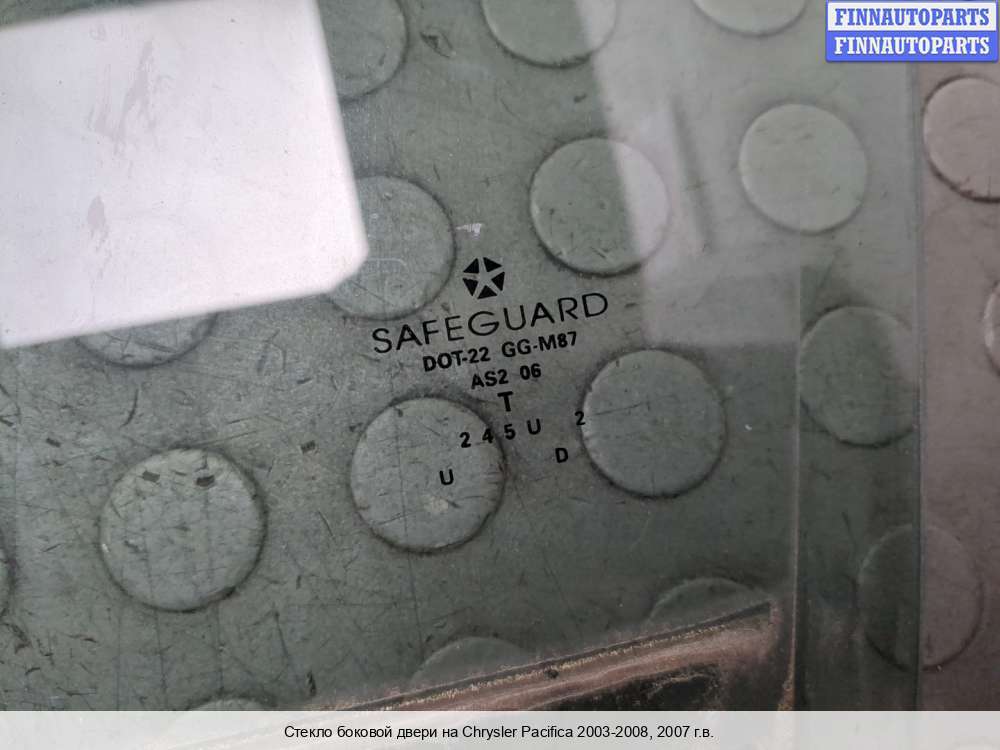 FINNAUTOPARTS
FINNAUTOPARTS
SAFEGUARD
DOT-22 GG-M87
AS2 06
T
2 4 5 U 2
U D
Стекло боковой двери на Chrysler Pacifica 2003-2008, 2007 г.в.